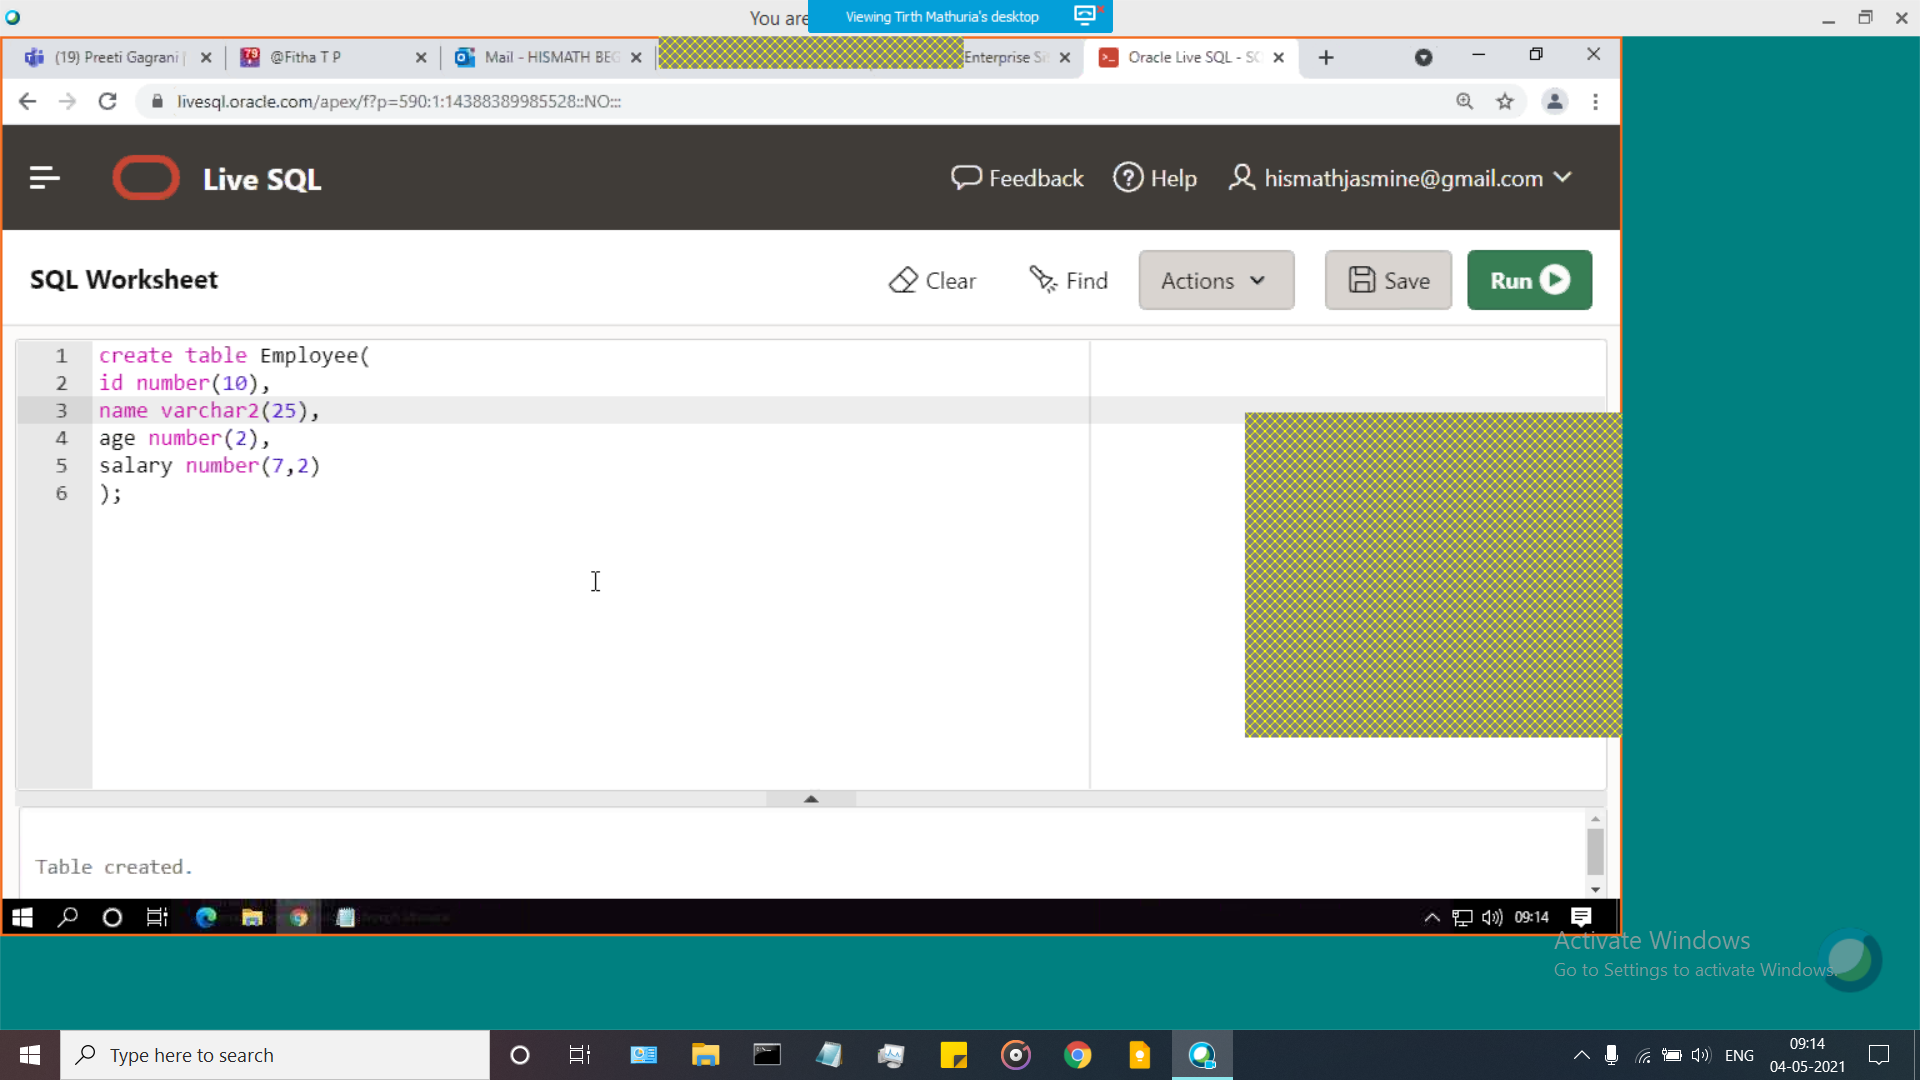 You are
Viewing Tirth Mathuria's desktop
(19) Preeti Gagrani
@Fitha T P
Mail - HISMATH BEG
Enterprise Si
Oracle Live SQL - SQ
livesql.oracle.com/apex/f?p=590:1:14388389985528::NO:::
Live SQL
Feedback
Help
hismathjasmine@gmail.com
SQL Worksheet
Clear
Find
Actions
Save
Run
1 create table Employee(
2 id number(10),
3 name varchar2(25),
4 age number(2),
5 salary number(7,2)
6 );
Table created.
09:14
Activate Windows
Go to Settings to activate Windows.
Type here to search
ENG
09:14
04-05-2021